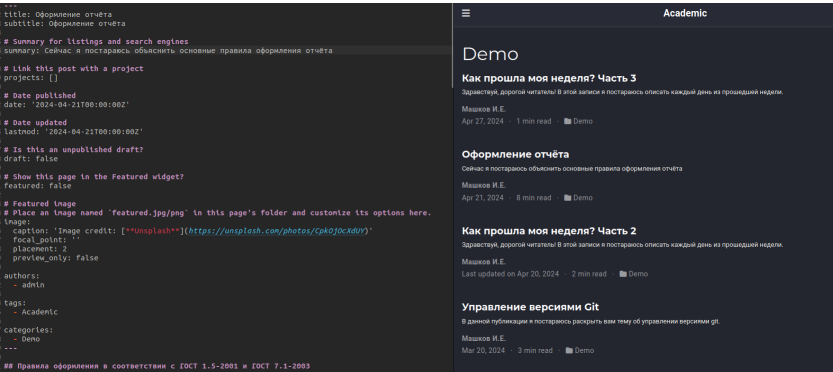 ---
title: Оформление отчёта
subtitle: Оформление отчёта
# Summary for listings and search engines
summary: Сейчас я постараюсь объяснить основные правила оформления отчёта
# Link this post with a project
projects: []
# Date published
date: '2024-04-21T00:00:00Z'
# Date updated
lastmod: '2024-04-21T00:00:00Z'
# Is this an unpublished draft?
draft: false
# Show this page in the Featured widget?
featured: false
# Featured image
# Place an image named `featured.jpg/png` in this page's folder and customize its options here.
image:
caption: 'Image credit: [**Unsplash**](https://unsplash.com/photos/CpkOjOcXdUY)'
focal_point: ''
placement: 2
preview_only: false
authors:
- admin
tags:
- Academic
categories:
- Demo
---
## Правила оформления в соответствии с ГОСТ 1.5-2001 и ГОСТ 7.1-2003
Academic
Demo
Как прошла моя неделя? Часть 3
Здравствуй, дорогой читатель! В этой записи я постараюсь описать каждый день из прошедшей недели.
Машков И.Е.
Apr 27, 2024 · 1 min read · Demo
Оформление отчёта
Сейчас я постараюсь объяснить основные правила оформления отчёта
Машков И.Е.
Apr 21, 2024 · 8 min read · Demo
Как прошла моя неделя? Часть 2
Здравствуй, дорогой читатель! В этой записи я постараюсь описать каждый день из прошедшей недели.
Машков И.Е.
Last updated on Apr 20, 2024 · 2 min read · Demo
Управление версиями Git
В данной публикации я постараюсь раскрыть вам тему об управлении версиями git.
Машков И.Е.
Mar 20, 2024 · 3 min read · Demo